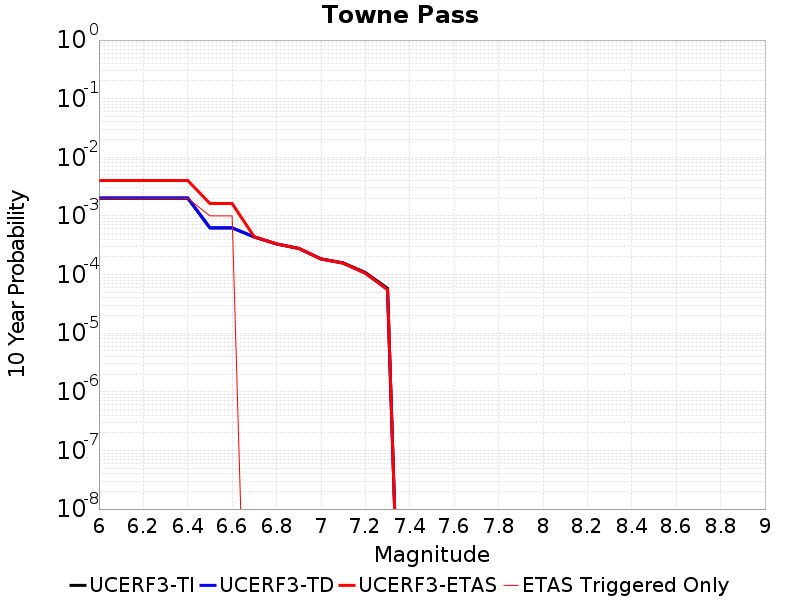 Towne Pass
10^0
10^-1
10^-2
10^-3
10^-4
10^-5
10^-6
10^-7
10^-8
10 Year Probability
6 6.2 6.4 6.6 6.8 7 7.2 7.4 7.6 7.8 8 8.2 8.4 8.6 8.8 9
Magnitude
UCERF3-TI UCERF3-TD UCERF3-ETAS ETAS Triggered Only